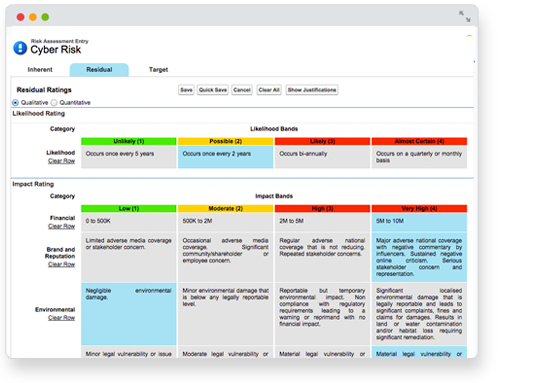 Risk Assessment Entry
Cyber Risk
Inherent Residual Target
Residual Ratings Save Quick Save Cancel Clear All Show Justifications
Qualitative Quantitative
Likelihood Rating
Category Likelihood Bands
Unlikely (1) Possible (2) Likely (3) Almost Certain (4)
Likelihood
Clear Row
Occurs once every 5 years
Occurs once every 2 years
Occurs bi-annually
Occurs on a quarterly or monthly
basis
Impact Rating
Category Impact Bands
Low (1) Moderate (2) High (3) Very High (4)
Financial
Clear Row
0 to 500K
500K to 2M
2M to 5M
5M to 10M
Brand and
Reputation
Clear Row
Limited adverse media coverage
or stakeholder concern.
Occasional adverse media
coverage. Significant
community/shareholder or
employee concern.
Regular adverse national
coverage that is not reducing.
Repeated stakeholder concerns.
Major adverse national coverage
with negative commentary by
influencers. Sustained negative
online criticism. Serious
stakeholder concern and
representation.
Environmental
Clear Row
Negligible environmental
damage.
Minor environmental damage that
is below any legally reportable
level.
Reportable but temporary
environmental impact. Non
compliance with regulatory
requirements leading to a
warning or reprimand with no
financial impact.
Significant localised
environmental damage that is
legally reportable and leads to
significant complaints, fines and
claims for damages. Results in
land or water contamination
and/or habitat loss requiring
significant remediation.
Minor legal vulnerability or issue
Moderate legal vulnerability or
Material legal vulnerability or
Material legal vulnerability or